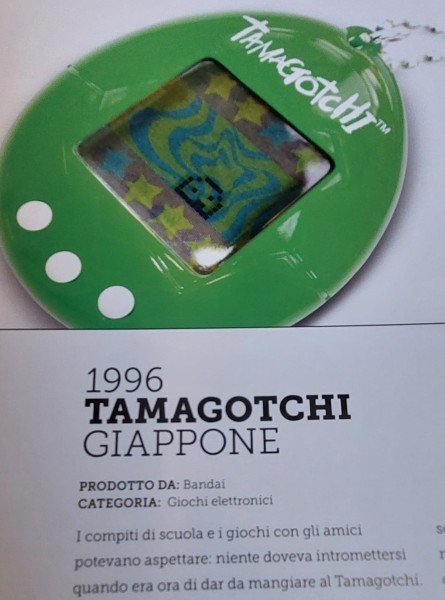 TAMAGOTCHI™
1996
TAMAGOTCHI
GIAPPONE
PRODOTTO DA: Bandai
CATEGORIA: Giochi elettronici
I compiti di scuola e i giochi con gli amici
potevano aspettare: niente doveva intromettersi
quando era ora di dar da mangiare al Tamagotchi.